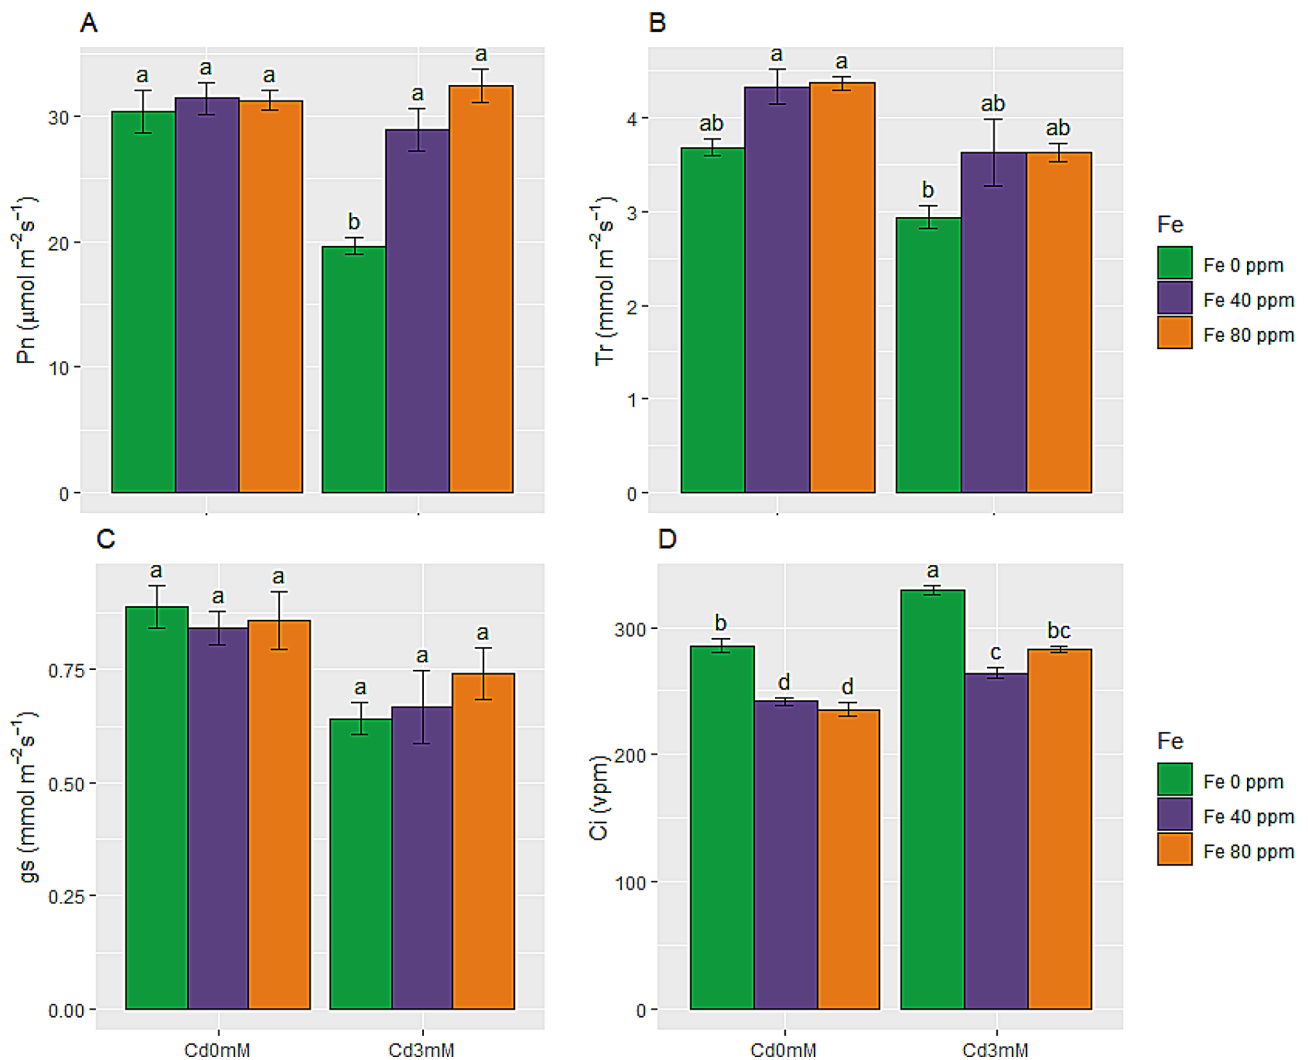 A
Pn (μmol m⁻²s⁻¹)
30
20
10
0
a a a b a a
B
Tr (mmol m⁻²s⁻¹)
4
3
2
1
0
ab a a b ab ab
Fe
Fe 0 ppm
Fe 40 ppm
Fe 80 ppm
C
gs (mmol m⁻²s⁻¹)
0.75
0.50
0.25
0.00
a a a a a a
Cd0mM Cd3mM
D
Ci (vpm)
300
200
100
0
b d d a c bc
Cd0mM Cd3mM
Fe
Fe 0 ppm
Fe 40 ppm
Fe 80 ppm